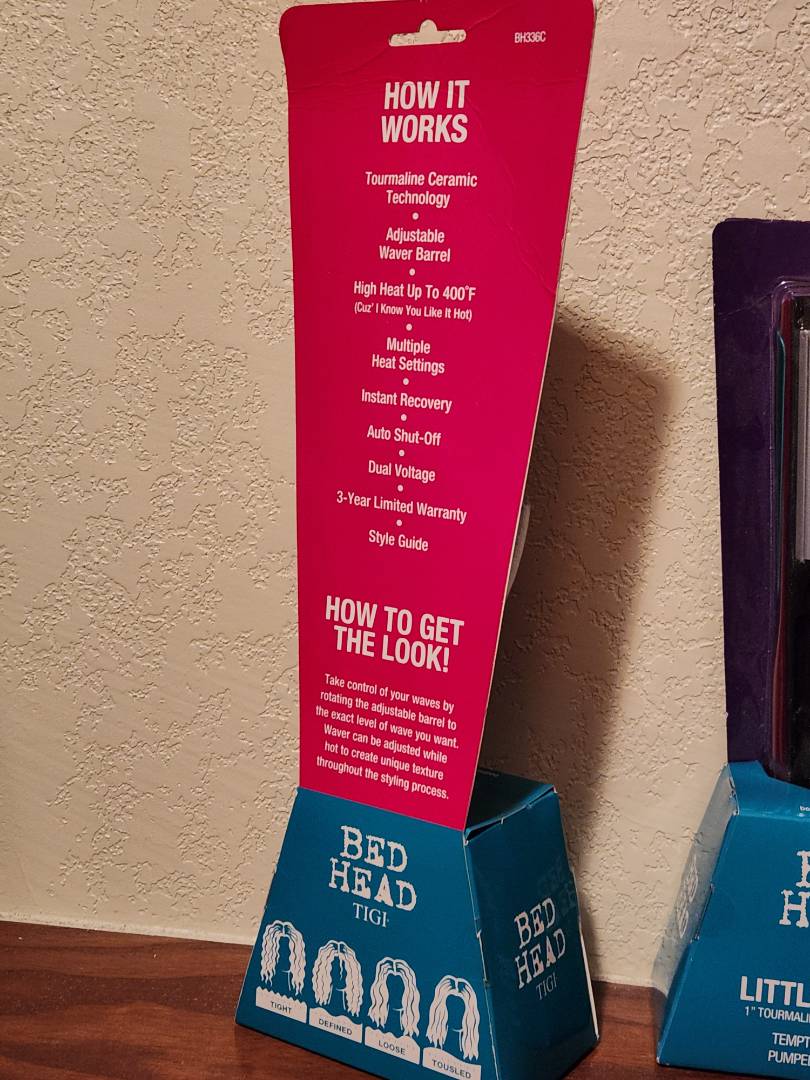 BH336C
HOW IT
WORKS
Tourmaline Ceramic
Technology
Adjustable
Waver Barrel
High Heat Up To 400°F
(Cuz' I Know You Like It Hot)
Multiple
Heat Settings
Instant Recovery
Auto Shut-Off
Dual Voltage
3-Year Limited Warranty
Style Guide
HOW TO GET
THE LOOK!
Take control of your waves by
rotating the adjustable barrel to
the exact level of wave you want.
Waver can be adjusted while
hot to create unique texture
throughout the styling process.
BED
HEAD
TIGI
TIGHT
DEFINED
LOOSE
TOUSLED
BED
HEAD
TIGI
LITTL
1" TOURMALI
TEMPT
PUMPE